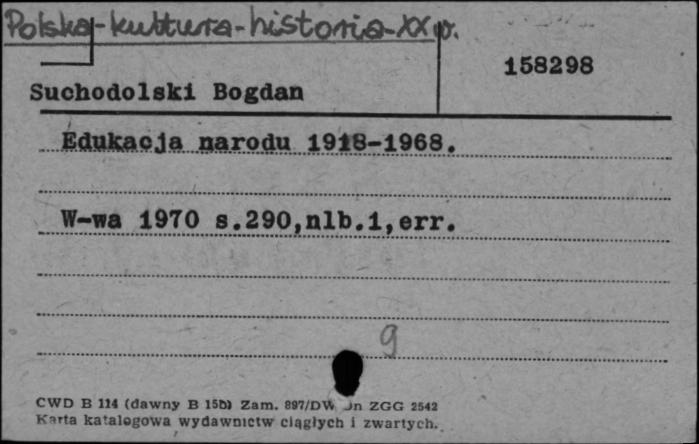 Polska-kultura-historia-XX w.
158298
Suchodolski Bogdan
Edukacja narodu 1918-1968.
W-wa 1970 s.290,nlb.1,err.
9
CWD B 114 (dawny B 15b) Zam. 897/DW Jn ZGG 2542
Karta katalogowa wydawnictw ciągłych i zwartych.